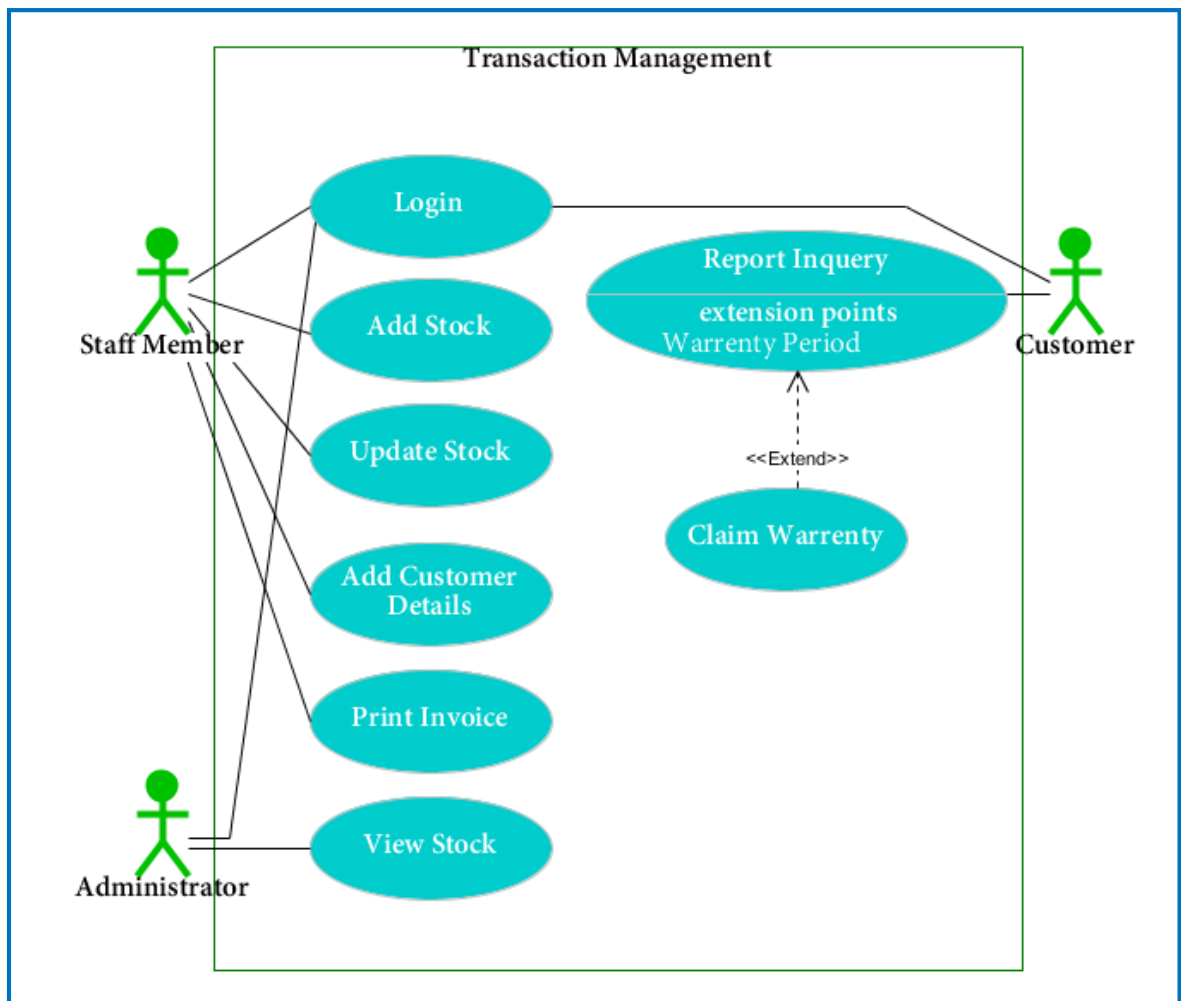 Transaction Management
Login
Report Inquery
extension points
Warrenty Period
Add Stock
Staff Member
Customer
Update Stock
<<Extend>>
Claim Warrenty
Add Customer
Details
Print Invoice
View Stock
Administrator